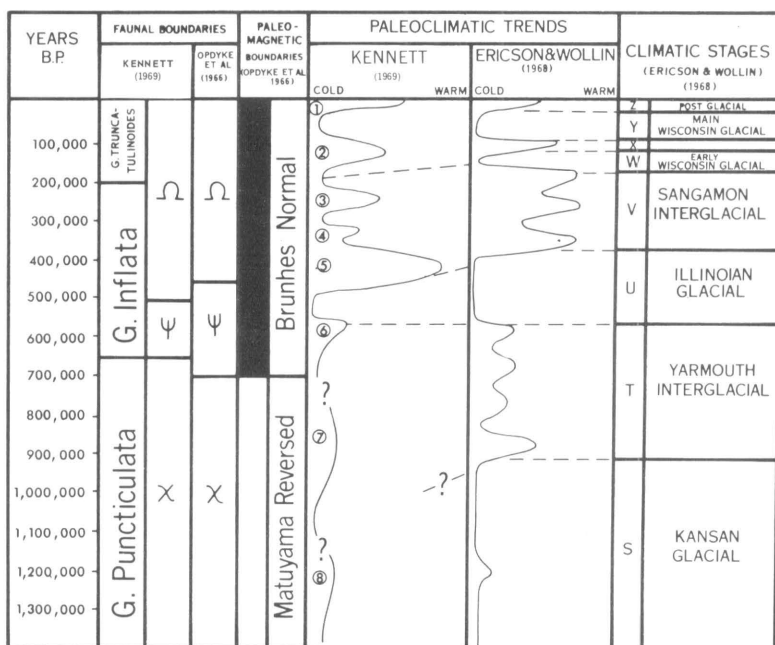 YEARS
B.P.
FAUNAL BOUNDARIES
KENNETT
(1969)
OPDYKE
ET AL
(1966)
PALEO-
MAGNETIC
BOUNDARIES
(OPDYKE ET AL
1966)
PALEOCLIMATIC TRENDS
KENNETT
(1969)
COLD
WARM
ERICSON&WOLLIN
(1968)
COLD
WARM
CLIMATIC STAGES
(ERICSON & WOLLIN)
(1968)
100,000
200,000
300,000
400,000
500,000
600,000
700,000
800,000
900,000
1,000,000
1,100,000
1,200,000
1,300,000
G.TRUNCA-
TULINOIDES
G. Inflata
G. Puncticulata
Ω
Ψ
χ
Ω
Ψ
χ
Brunhes Normal
Matuyama Reversed
①
②
③
④
⑤
⑥
?
⑦
?
⑧
?
Z
POST GLACIAL
Y
MAIN
WISCONSIN GLACIAL
X
W
EARLY
WISCONSIN GLACIAL
V
SANGAMON
INTERGLACIAL
U
ILLINOIAN
GLACIAL
T
YARMOUTH
INTERGLACIAL
S
KANSAN
GLACIAL